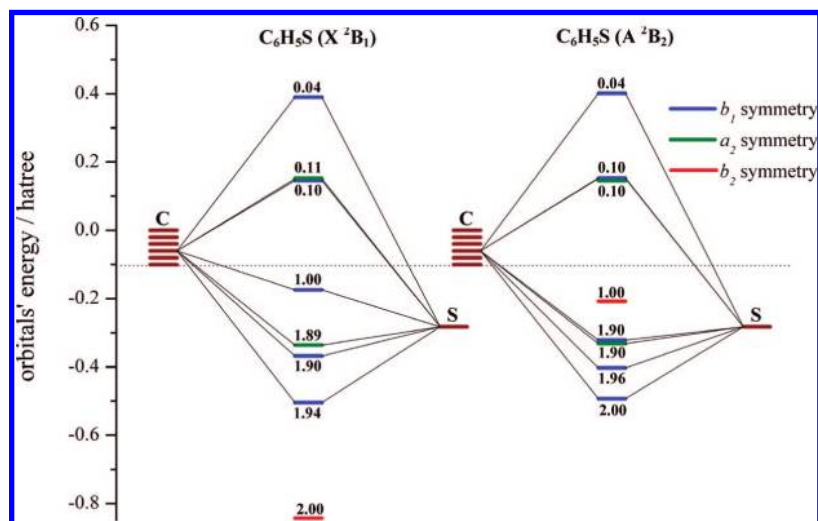 C₆H₅S (X ²B₁)
C₆H₅S (A ²B₂)
orbitals' energy / hatree
0.6
0.4
0.2
0.0
-0.2
-0.4
-0.6
-0.8
C
S
0.04
0.11
0.10
1.00
1.89
1.90
1.94
2.00
C
S
0.04
0.10
0.10
1.00
1.90
1.90
1.96
2.00
b₁ symmetry
a₂ symmetry
b₂ symmetry